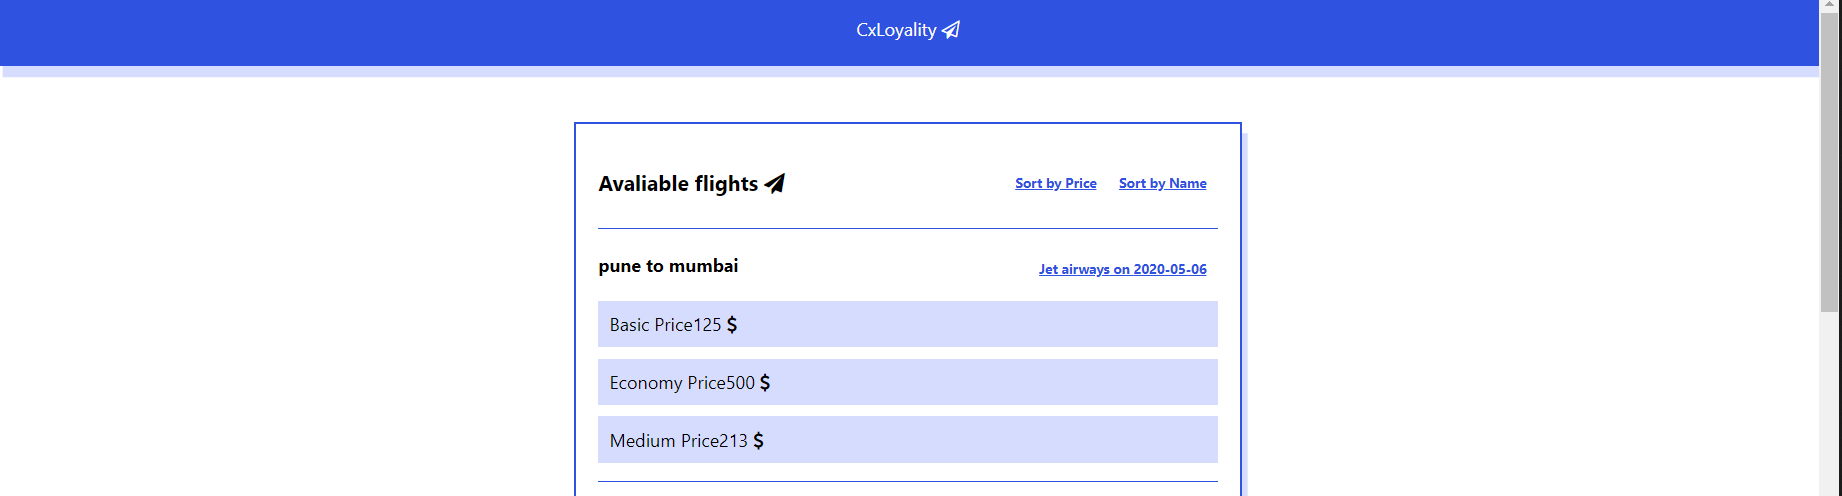 CxLoyality
Avaliable flights
Sort by Price Sort by Name
pune to mumbai
Jet airways on 2020-05-06
Basic Price125 $
Economy Price500 $
Medium Price213 $